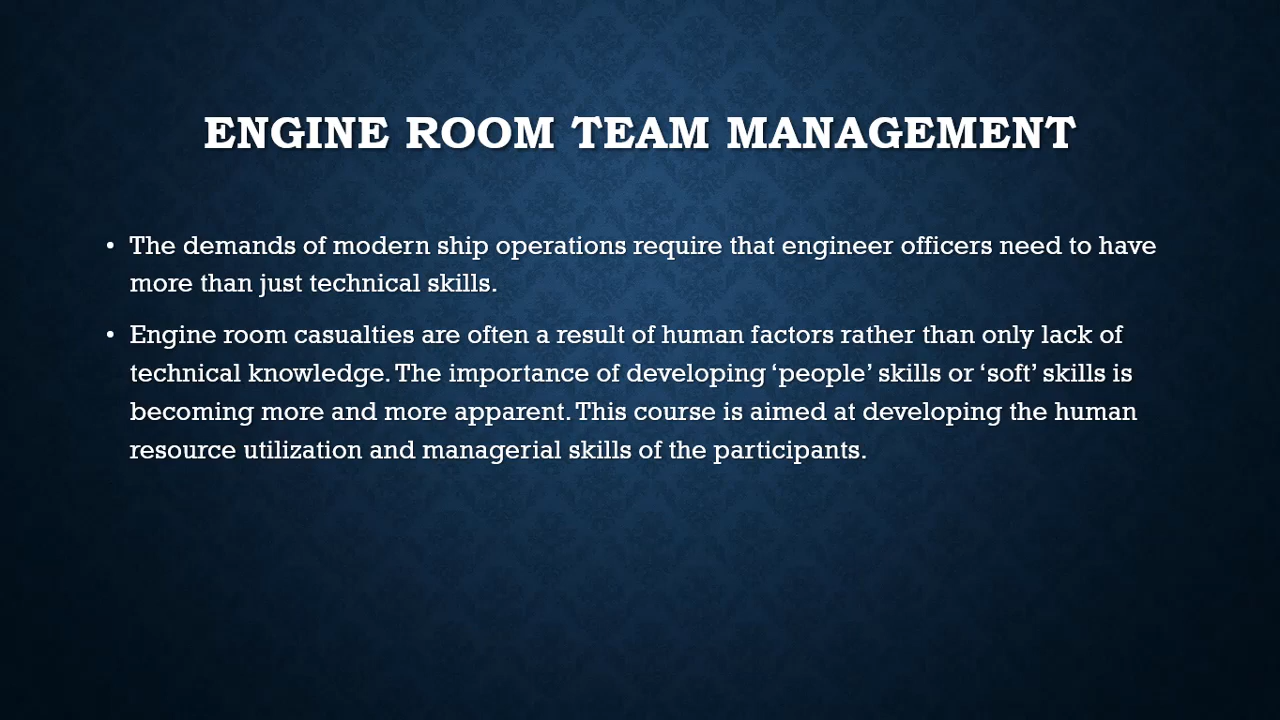 ENGINE ROOM TEAM MANAGEMENT
• The demands of modern ship operations require that engineer officers need to have
more than just technical skills.
• Engine room casualties are often a result of human factors rather than only lack of
technical knowledge. The importance of developing ‘people’ skills or ‘soft’ skills is
becoming more and more apparent. This course is aimed at developing the human
resource utilization and managerial skills of the participants.